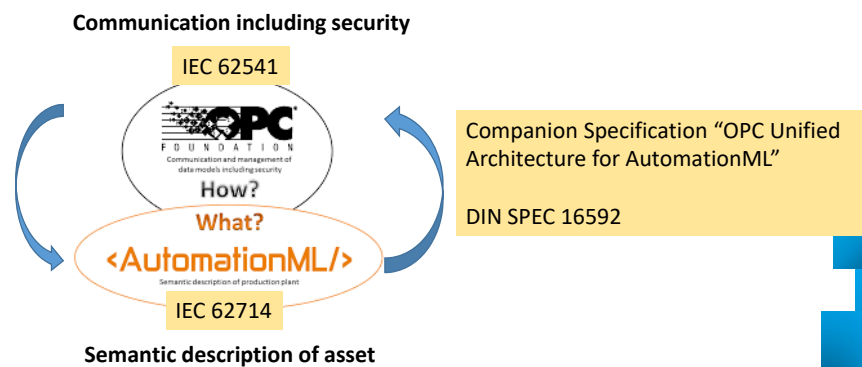 Communication including security
IEC 62541
OPC
FOUNDATION
Communication and management of
data models including security
How?
What?
<AutomationML/>
Semantic description of production plant
IEC 62714
Semantic description of asset
Companion Specification “OPC Unified
Architecture for AutomationML”
DIN SPEC 16592